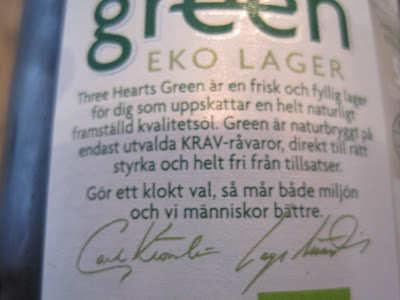 green
EKO LAGER
Three Hearts Green är en frisk och fyllig lager
för dig som uppskattar en helt naturligt
framställd kvalitetsöl. Green är naturbryggt på
endast utvalda KRAV-råvaror, direkt till rätt
styrka och helt fri från tillsatser.
Gör ett klokt val, så mår både miljön
och vi människor bättre.